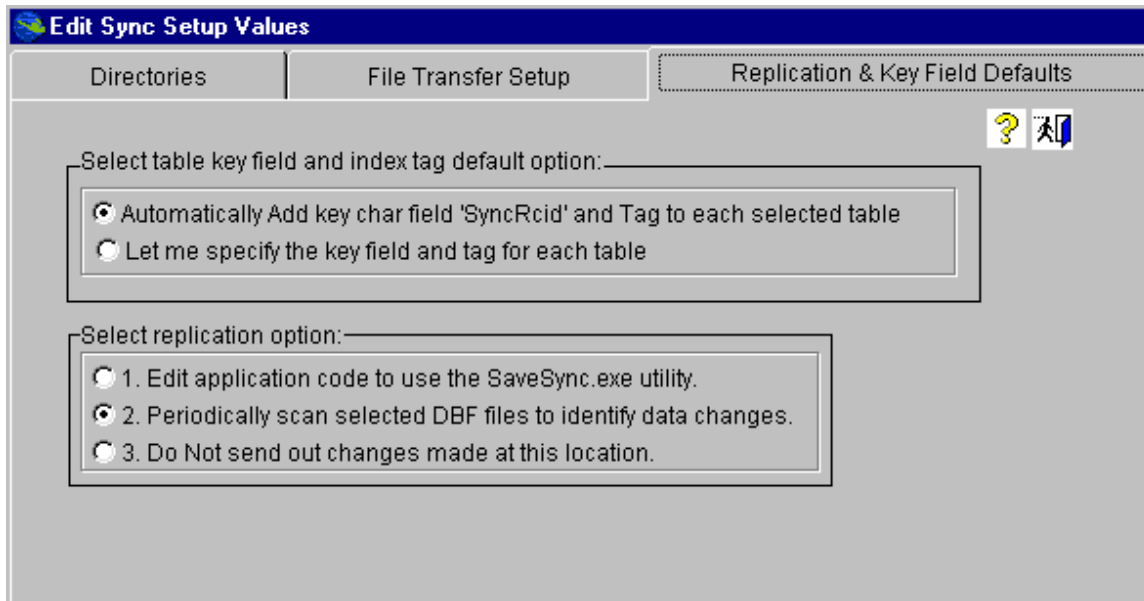 Edit Sync Setup Values
Directories
File Transfer Setup
Replication & Key Field Defaults
Select table key field and index tag default option:
Automatically Add key char field 'SyncRcid' and Tag to each selected table
Let me specify the key field and tag for each table
Select replication option:
1. Edit application code to use the SaveSync.exe utility.
2. Periodically scan selected DBF files to identify data changes.
3. Do Not send out changes made at this location.